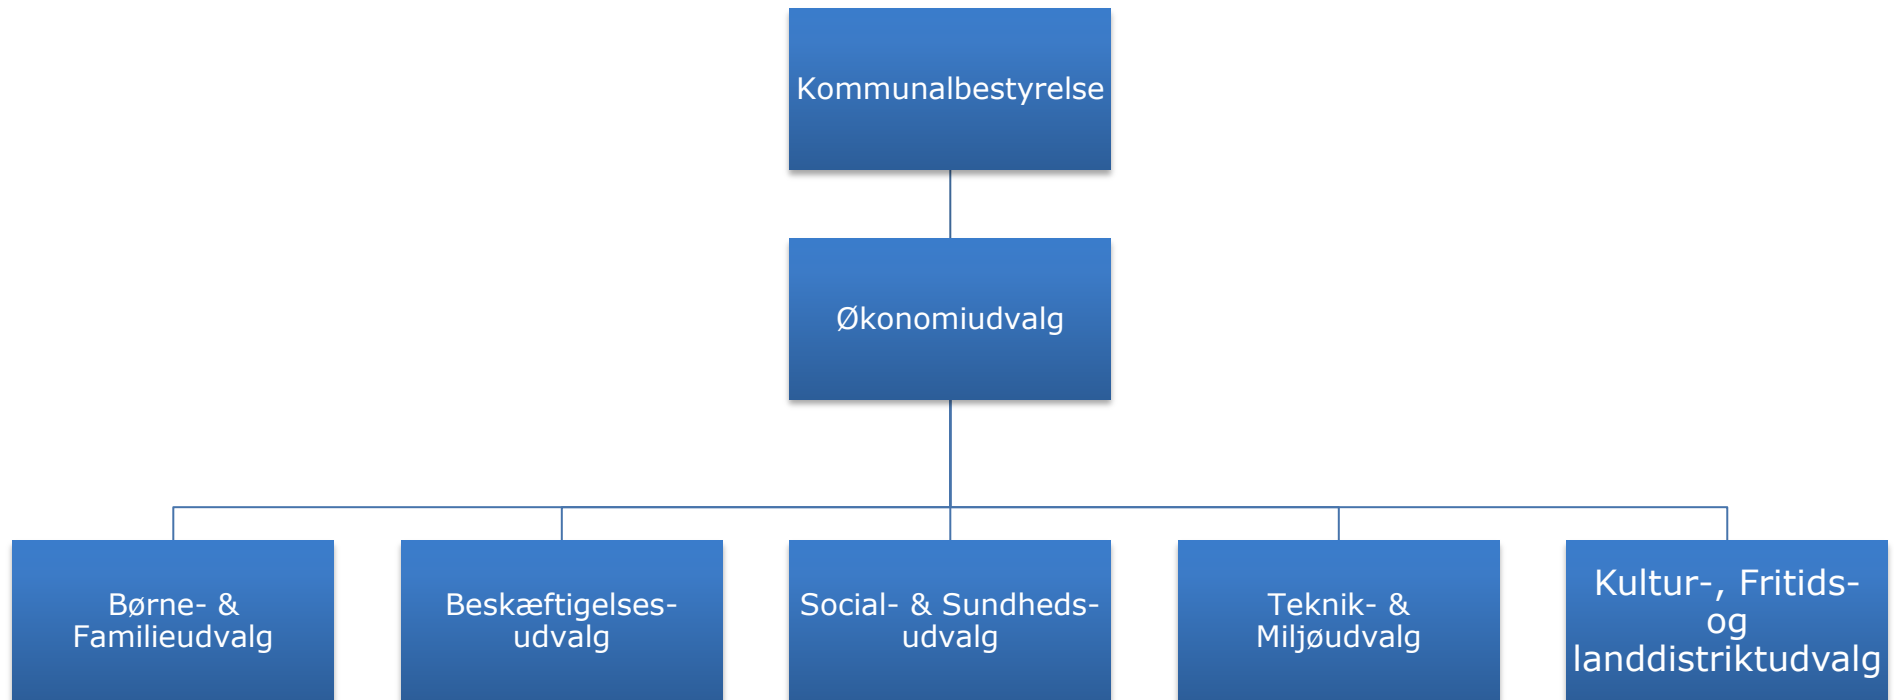 Kommunalbestyrelse
Økonomiudvalg
Børne- &
Familieudvalg
Beskæftigelses-
udvalg
Social- & Sundheds-
udvalg
Teknik- &
Miljøudvalg
Kultur-, Fritids-
og
landdistriktudvalg